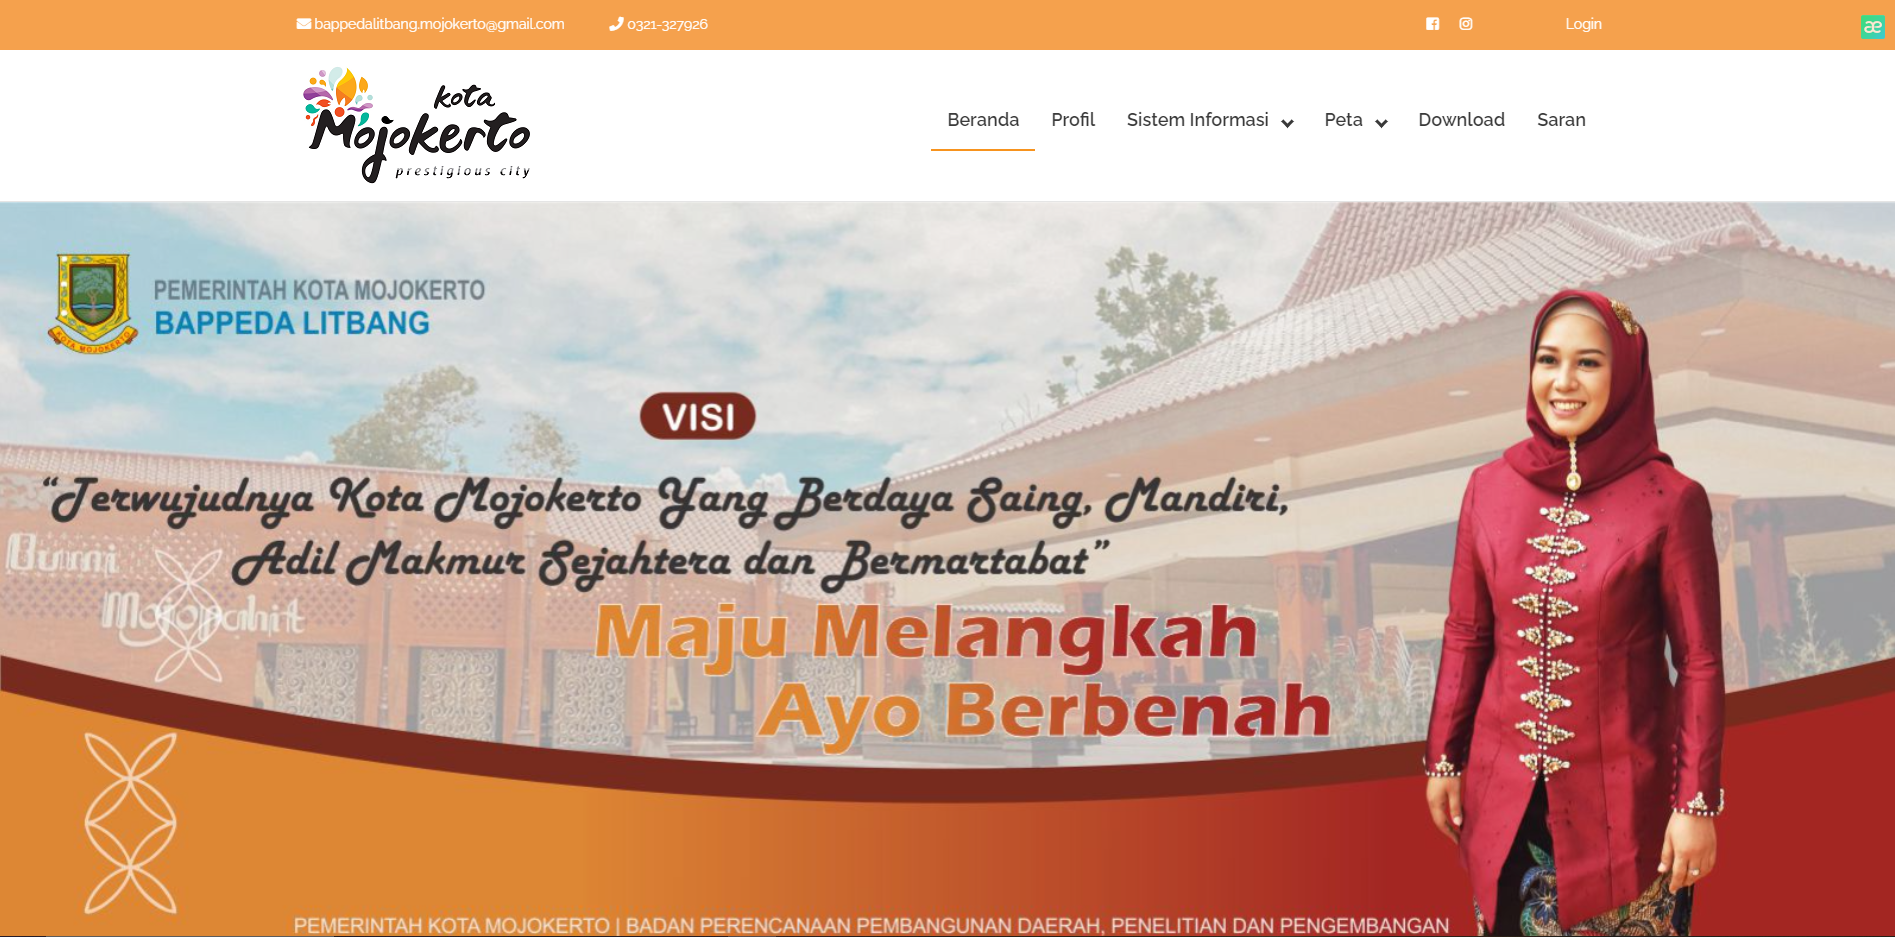 bappedalitbang.mojokerto@gmail.com 0321-327926 Login
æ
kota
Mojokerto
prestigious city
Beranda Profil Sistem Informasi Peta Download Saran
PEMERINTAH KOTA MOJOKERTO
BAPPEDA LITBANG
KOTA MOJOKERTO
VISI
“Terwujudnya Kota Mojokerto Yang Berdaya Saing, Mandiri,
Adil Makmur Sejahtera dan Bermartabat”
Bumi
Mojopahit
Maju Melangkah
Ayo Berbenah
PEMERINTAH KOTA MOJOKERTO | BADAN PERENCANAAN PEMBANGUNAN DAERAH, PENELITIAN DAN PENGEMBANGAN